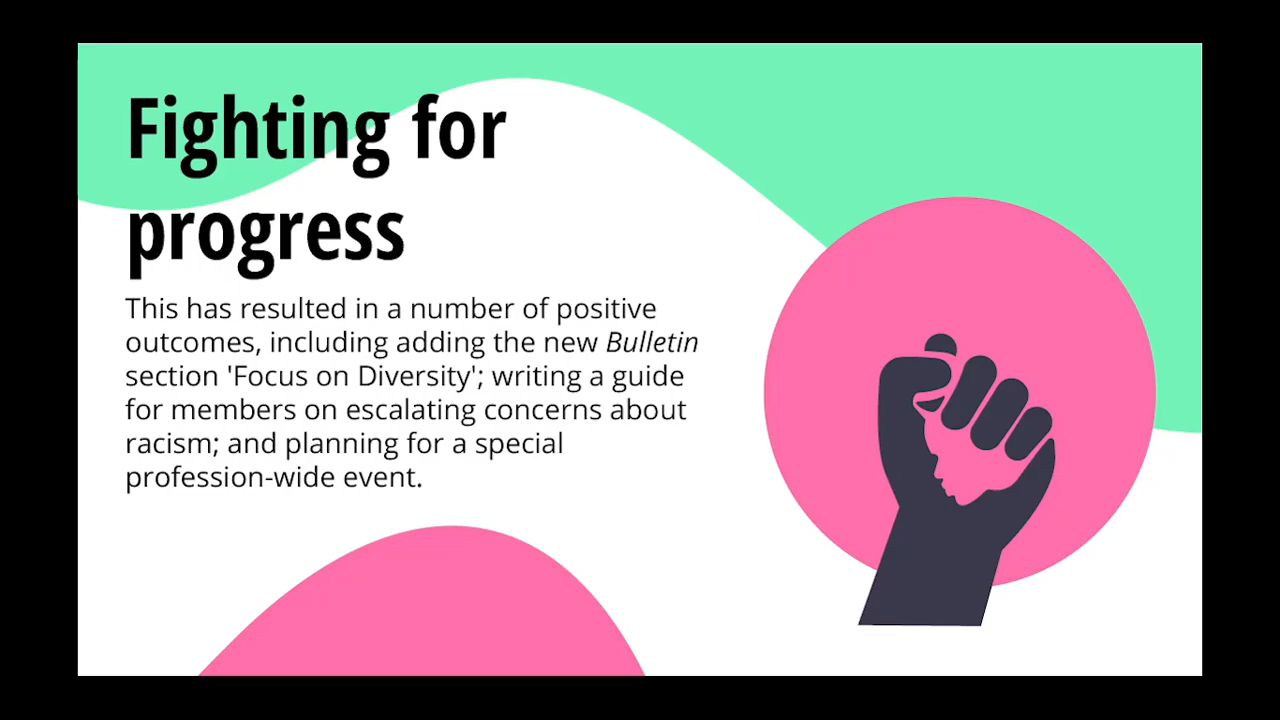 Fighting for
progress
This has resulted in a number of positive
outcomes, including adding the new Bulletin
section 'Focus on Diversity'; writing a guide
for members on escalating concerns about
racism; and planning for a special
profession-wide event.